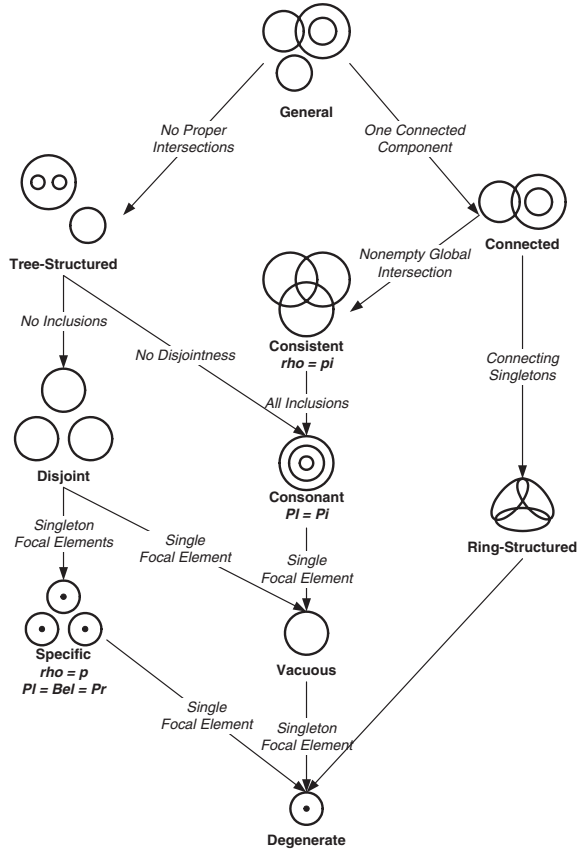 General
No Proper
Intersections
One Connected
Component
Tree-Structured
Connected
Nonempty Global
Intersection
No Inclusions
No Disjointness
Consistent
rho = pi
Connecting
Singletons
All Inclusions
Disjoint
Consonant
Pl = Pi
Singleton
Focal Elements
Single
Focal Element
Single
Focal Element
Ring-Structured
Specific
rho = p
Pl = Bel = Pr
Vacuous
Single
Focal Element
Singleton
Focal Element
Degenerate